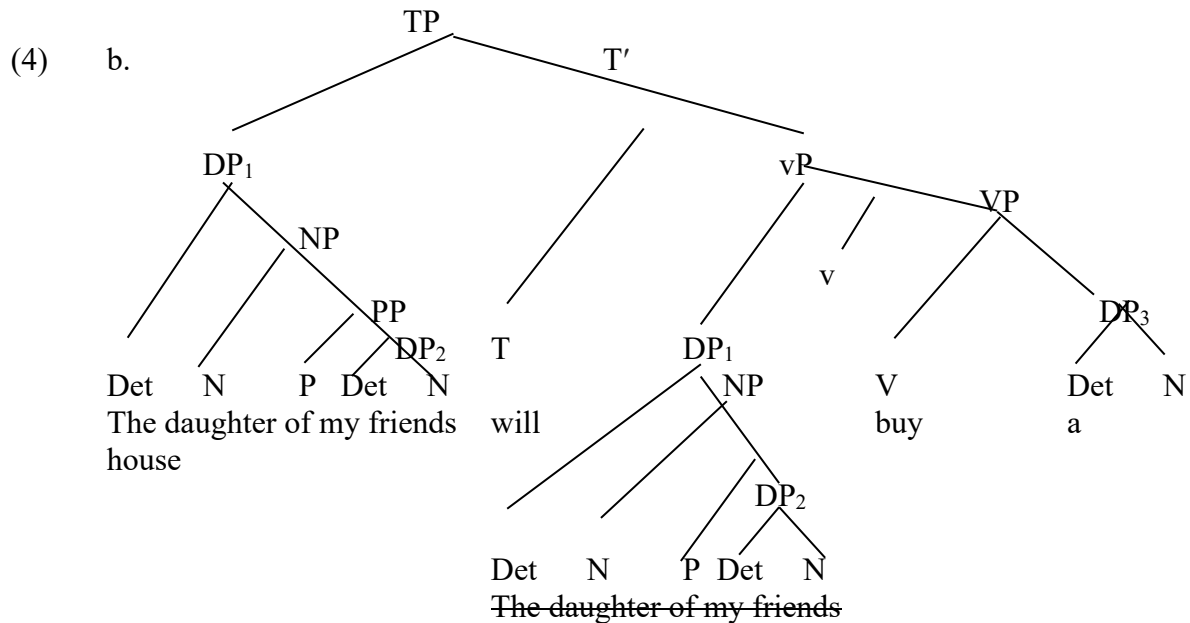 TP
(4) b. T′
DP₁ vP
VP
NP
v
PP DP₃
DP₂ T DP₁
Det N P Det N NP V Det N
The daughter of my friends will buy a
house
DP₂
Det N P Det N
The daughter of my friends